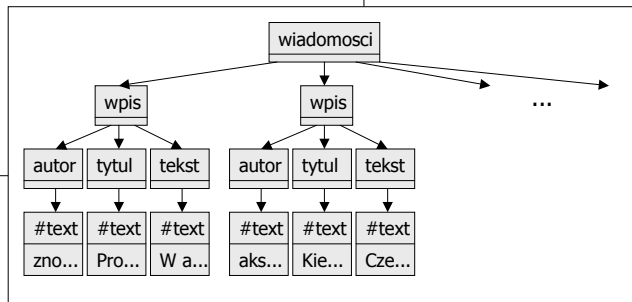 wiadomosci
wpis wpis ...
autor tytul tekst autor tytul tekst
#text #text #text #text #text #text
zno... Pro... W a... aks... Kie... Cze...